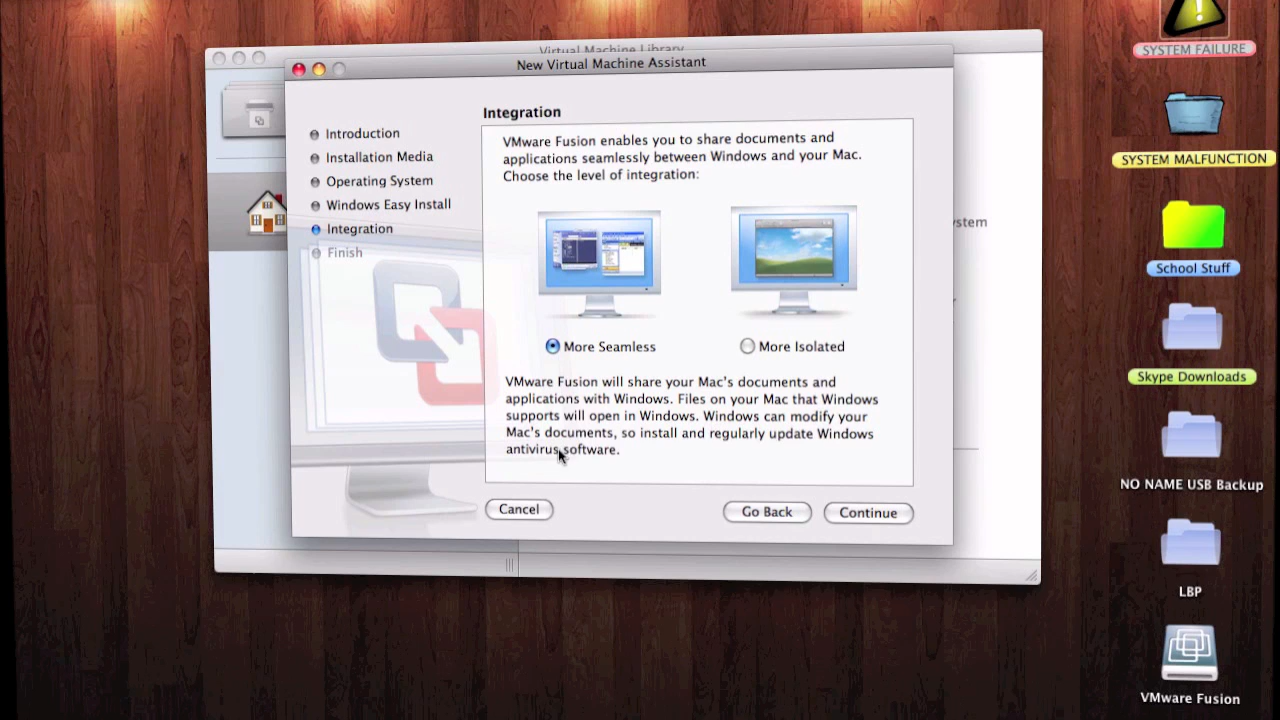 Virtual Machine Library
New Virtual Machine Assistant
Integration
Introduction
Installation Media
Operating System
Windows Easy Install
Integration
Finish
VMware Fusion enables you to share documents and
applications seamlessly between Windows and your Mac.
Choose the level of integration:
More Seamless
More Isolated
VMware Fusion will share your Mac's documents and
applications with Windows. Files on your Mac that Windows
supports will open in Windows. Windows can modify your
Mac's documents, so install and regularly update Windows
antivirus software.
Cancel
Go Back
Continue
ystem
SYSTEM FAILURE
SYSTEM MALFUNCTION
School Stuff
Skype Downloads
NO NAME USB Backup
LBP
VMware Fusion